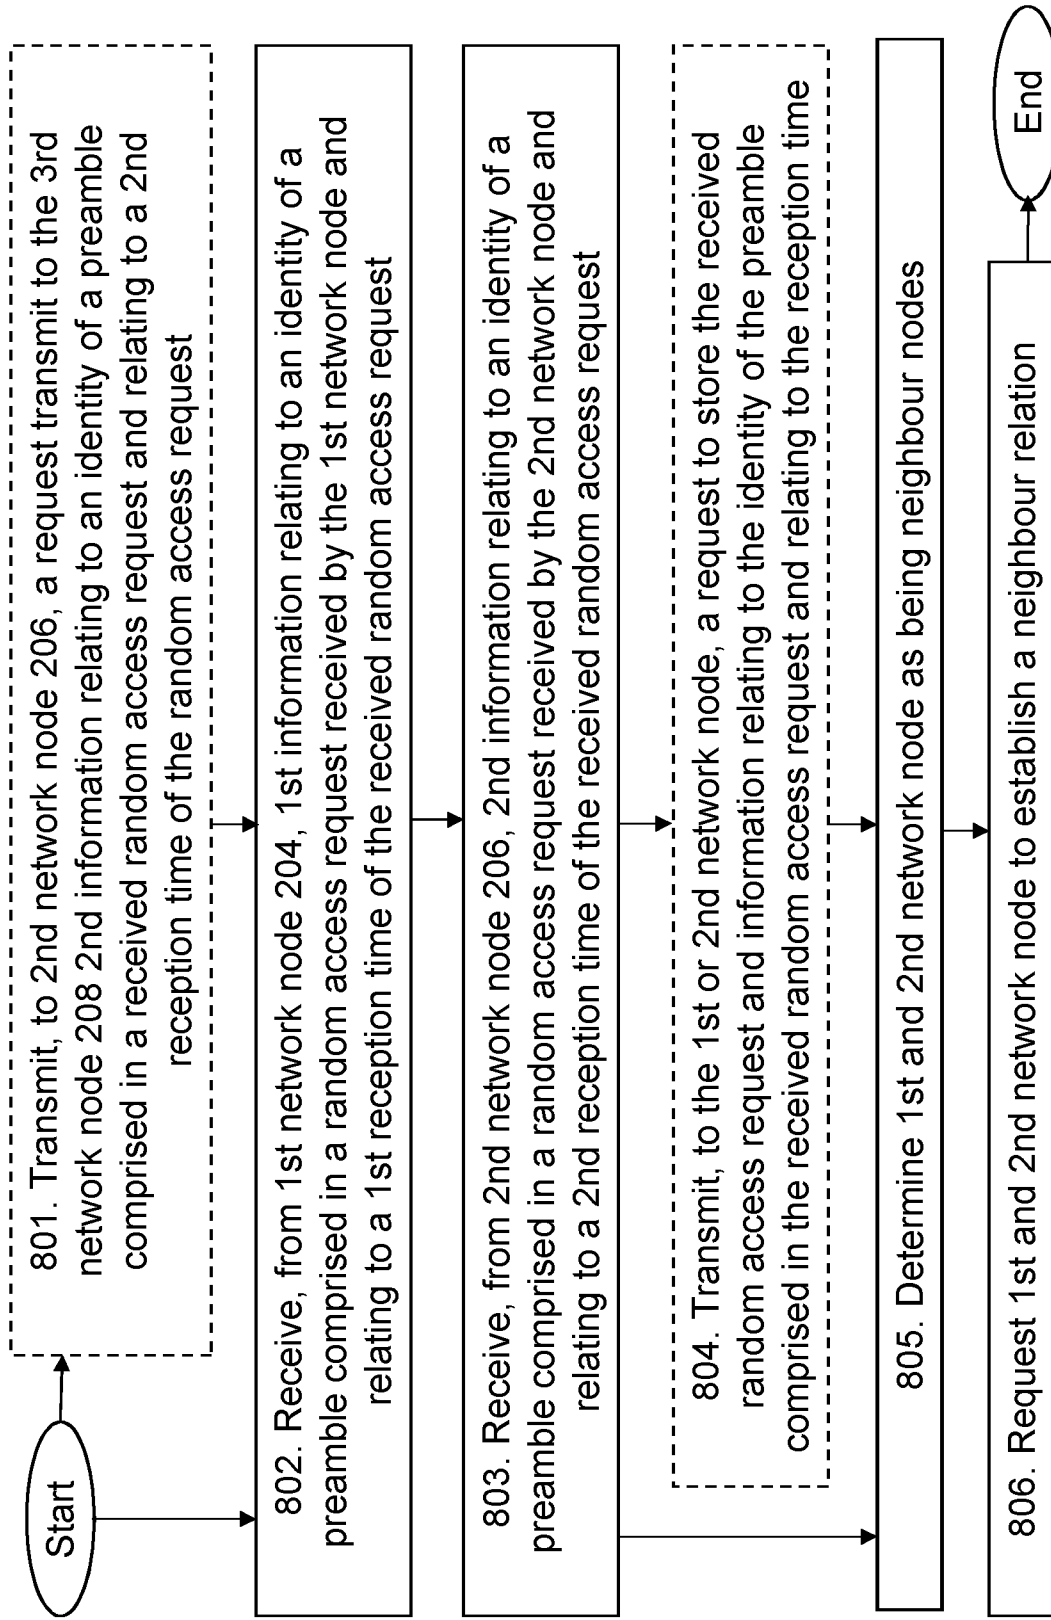 Start
801. Transmit, to 2nd network node 206, a request transmit to the 3rd
network node 208 2nd information relating to an identity of a preamble
comprised in a received random access request and relating to a 2nd
reception time of the random access request
802. Receive, from 1st network node 204, 1st information relating to an identity of a
preamble comprised in a random access request received by the 1st network node and
relating to a 1st reception time of the received random access request
803. Receive, from 2nd network node 206, 2nd information relating to an identity of a
preamble comprised in a random access request received by the 2nd network node and
relating to a 2nd reception time of the received random access request
804. Transmit, to the 1st or 2nd network node, a request to store the received
random access request and information relating to the identity of the preamble
comprised in the received random access request and relating to the reception time
805. Determine 1st and 2nd network node as being neighbour nodes
806. Request 1st and 2nd network node to establish a neighbour relation
End